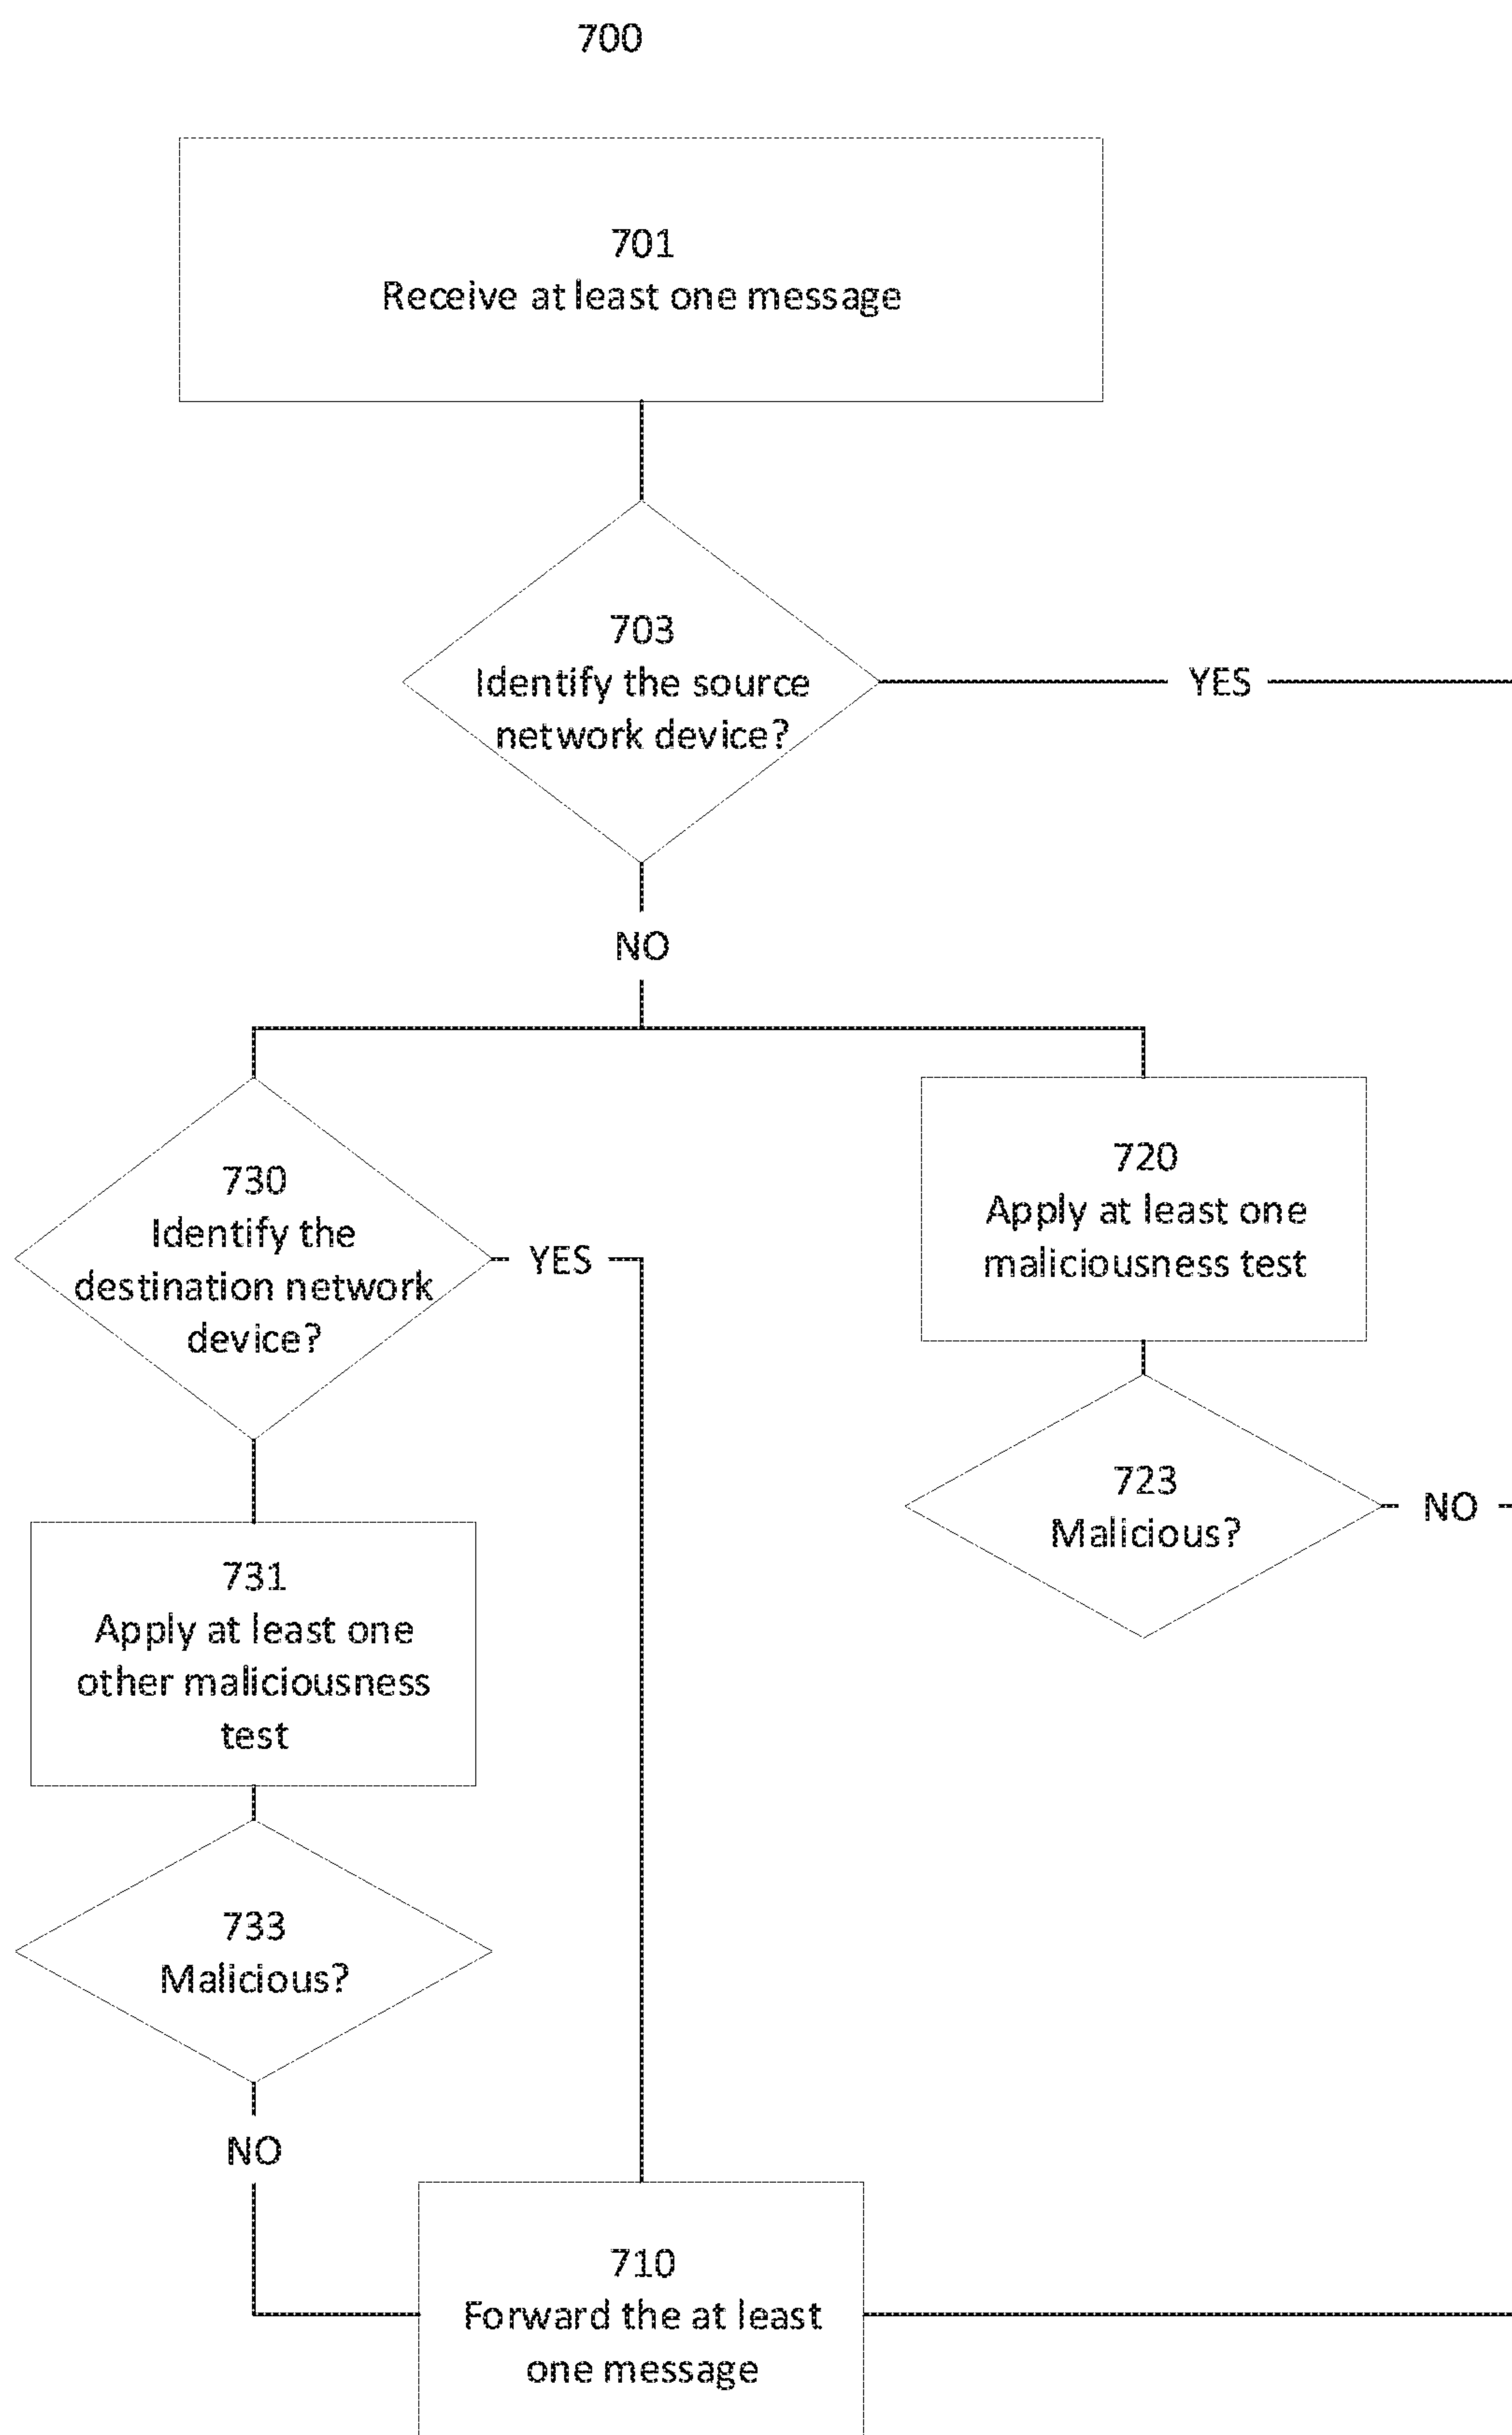 700
701
Receive at least one message
703
Identify the source
network device?
YES
NO
730
Identify the
destination network
device?
YES
720
Apply at least one
maliciousness test
723
Malicious?
NO
731
Apply at least one
other maliciousness
test
733
Malicious?
NO
710
Forward the at least
one message